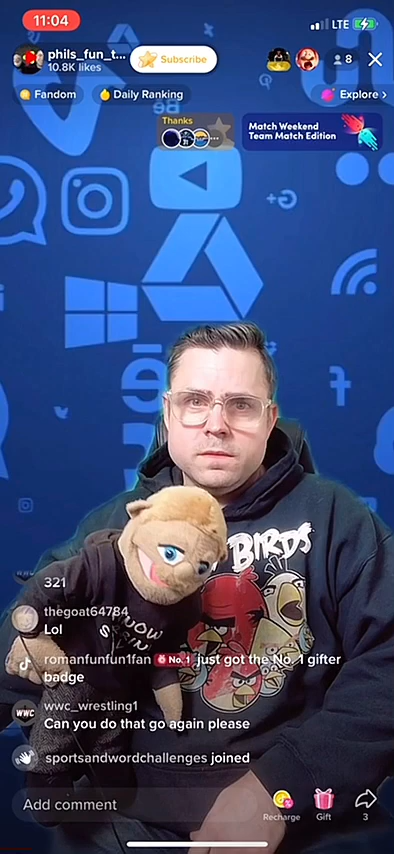 11:04
LTE
phils_fun_t...
10.8K likes
Subscribe
8
Fandom
Daily Ranking
Explore
Thanks
Match Weekend
Team Match Edition
BIRDS
321
thegoat64784
Lol
romanfunfun1fan No. 1 just got the No. 1 gifter
badge
wwc_wrestling1
WWC
Can you do that go again please
sportsandwordchallenges joined
Add comment
Recharge
Gift
3